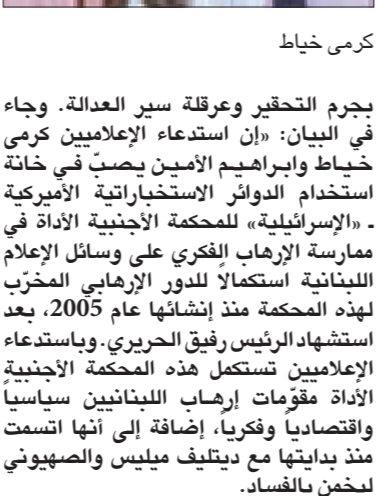 كرمى خياط
بجرم التحقير وعرقلة سير العدالة. وجاء
في البيان: «إن استدعاء الإعلاميين كرمى
خياط وابراهيم الأمين يصبّ في خانة
استخدام الدوائر الاستخباراتية الأميركية
ـ «الإسرائيلية» للمحكمة الأجنبية الأداة في
ممارسة الإرهاب الفكري على وسائل الإعلام
اللبنانية استكمالاً للدور الإرهابي المخرّب
لهذه المحكمة منذ إنشائها عام 2005، بعد
استشهاد الرئيس رفيق الحريري. وباستدعاء
الإعلاميين تستكمل هذه المحكمة الأجنبية
الأداة مقوّمات إرهاب اللبنانيين سياسياً
واقتصادياً وفكرياً، إضافة إلى أنها اتسمت
منذ بدايتها مع ديتليف ميليس والصهيوني
ليخمن بالفساد.